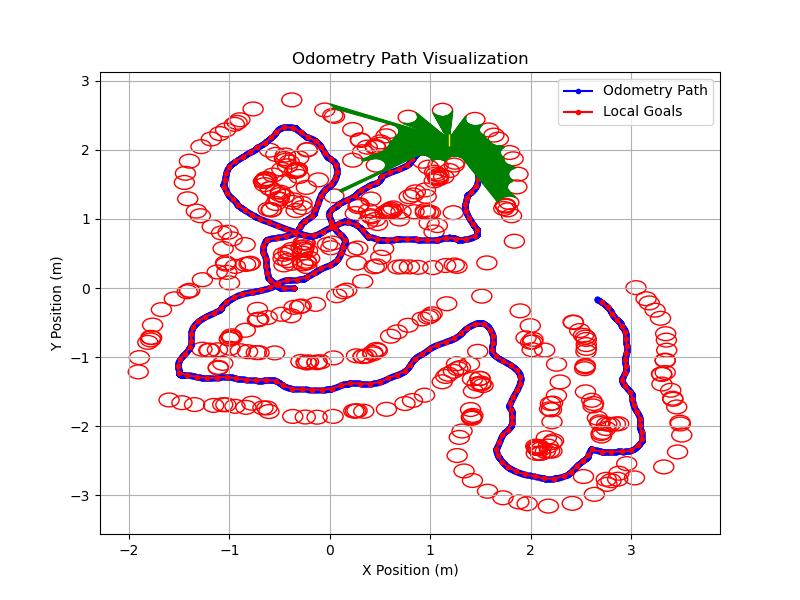 Odometry Path Visualization
Odometry Path
Local Goals
Y Position (m)
3
2
1
0
−1
−2
−3
−2
−1
0
1
2
3
X Position (m)